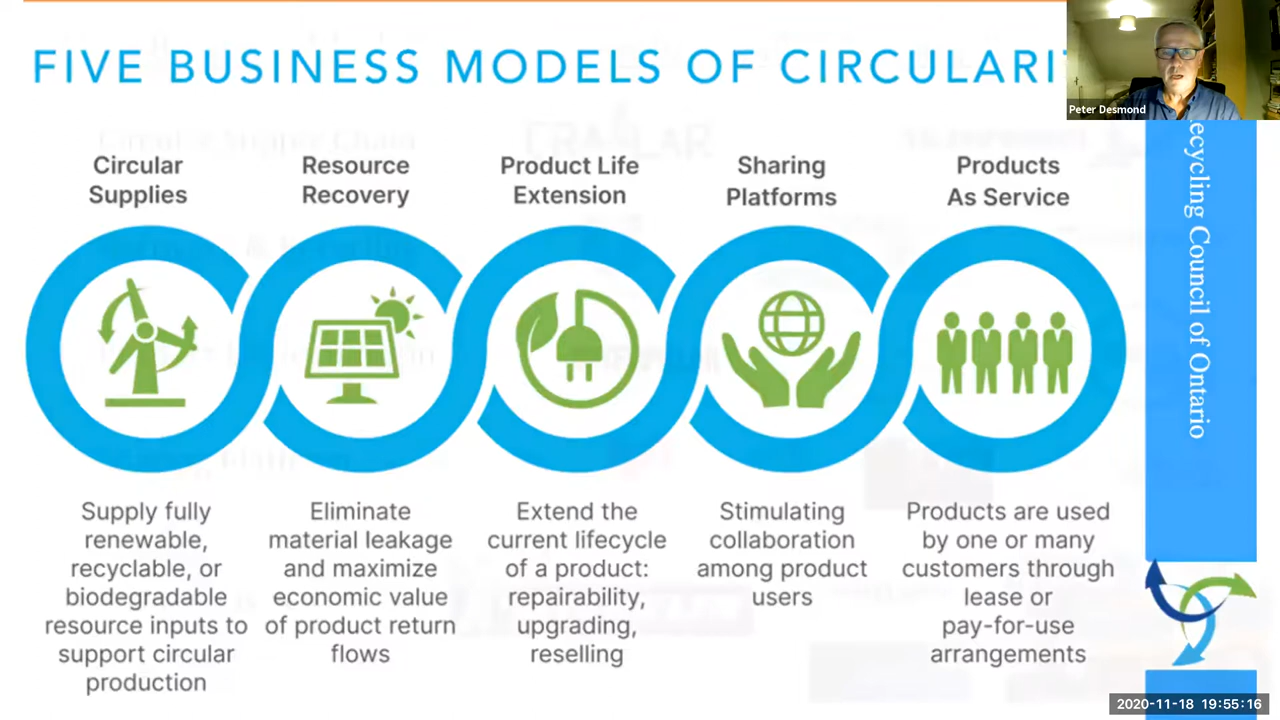 FIVE BUSINESS MODELS OF CIRCULARI
Peter Desmond
Circular
Supplies
Resource
Recovery
Product Life
Extension
Sharing
Platforms
Products
As Service
Supply fully
renewable,
recyclable, or
biodegradable
resource inputs to
support circular
production
Eliminate
material leakage
and maximize
economic value
of product return
flows
Extend the
current lifecycle
of a product:
repairability,
upgrading,
reselling
Stimulating
collaboration
among product
users
Products are used
by one or many
customers through
lease or
pay-for-use
arrangements
ecycling Council of Ontario
2020-11-18 19:55:16